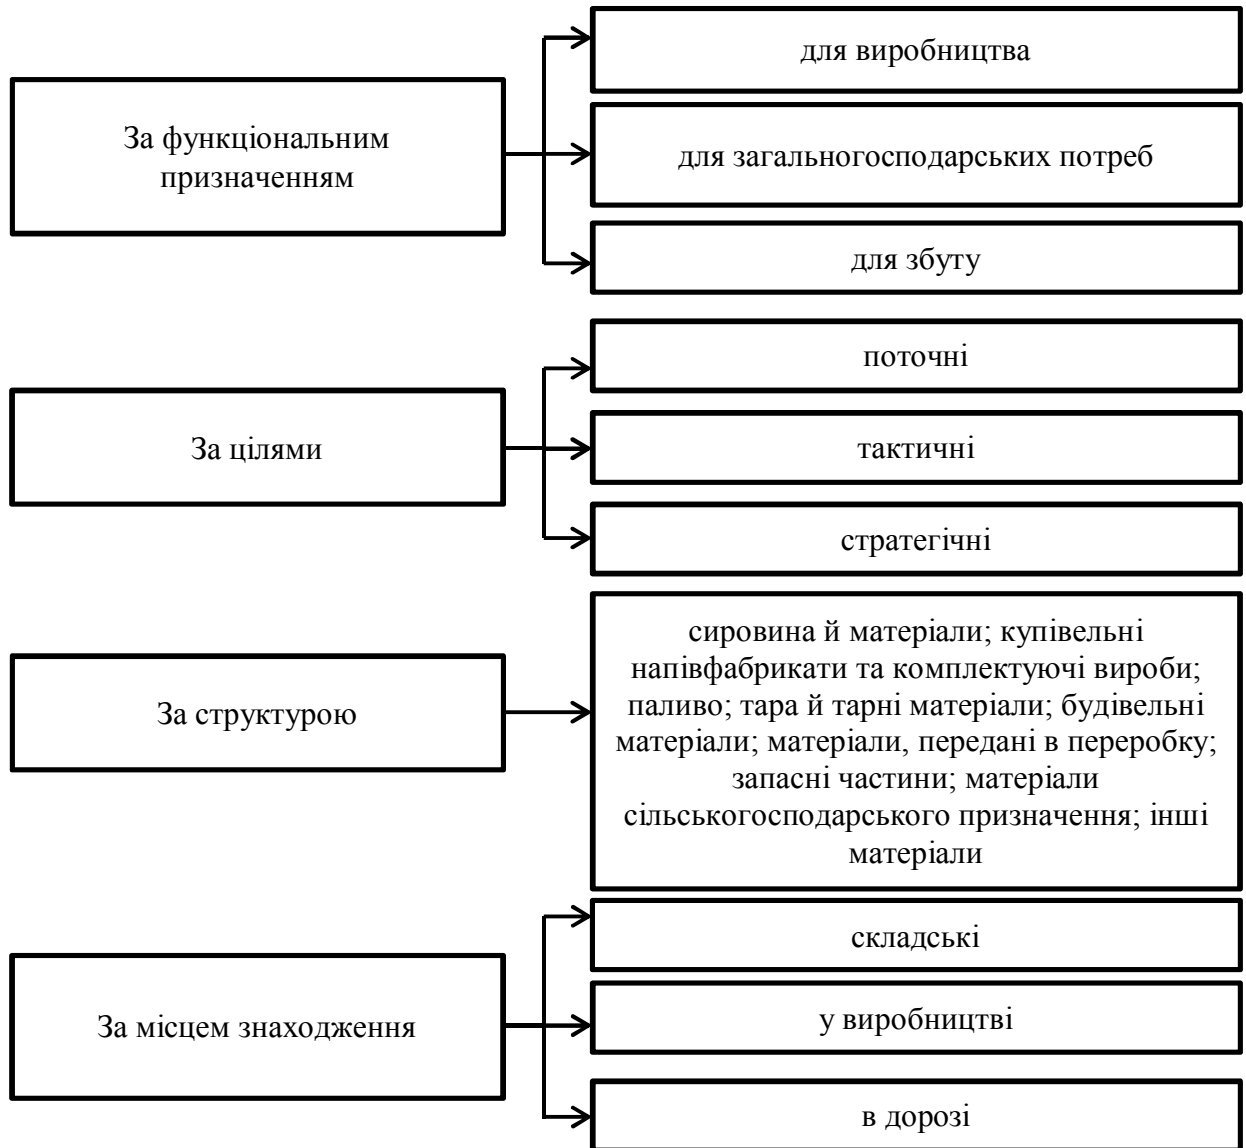 За функціональним
призначенням
для виробництва
для загальногосподарських потреб
для збуту
За цілями
поточні
тактичні
стратегічні
За структурою
сировина й матеріали; купівельні
напівфабрикати та комплектуючі вироби;
паливо; тара й тарні матеріали; будівельні
матеріали; матеріали, передані в переробку;
запасні частини; матеріали
сільськогосподарського призначення; інші
матеріали
За місцем знаходження
складські
у виробництві
в дорозі